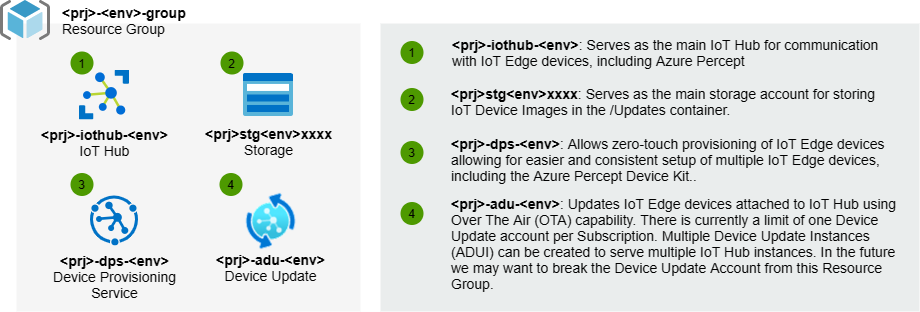 <prj>-<env>-group
Resource Group
1
<prj>-iothub-<env>
IoT Hub
2
<prj>stg<env>xxxx
Storage
3
<prj>-dps-<env>
Device Provisioning
Service
4
<prj>-adu-<env>
Device Update
1
<prj>-iothub-<env>: Serves as the main IoT Hub for communication
with IoT Edge devices, including Azure Percept
2
<prj>stg<env>xxxx: Serves as the main storage account for storing
IoT Device Images in the /Updates container.
3
<prj>-dps-<env>: Allows zero-touch provisioning of IoT Edge devices
allowing for easier and consistent setup of multiple IoT Edge devices,
including the Azure Percept Device Kit..
4
<prj>-adu-<env>: Updates IoT Edge devices attached to IoT Hub using
Over The Air (OTA) capability. There is currently a limit of one Device
Update account per Subscription. Multiple Device Update Instances
(ADUI) can be created to serve multiple IoT Hub instances. In the future
we may want to break the Device Update Account from this Resource
Group.